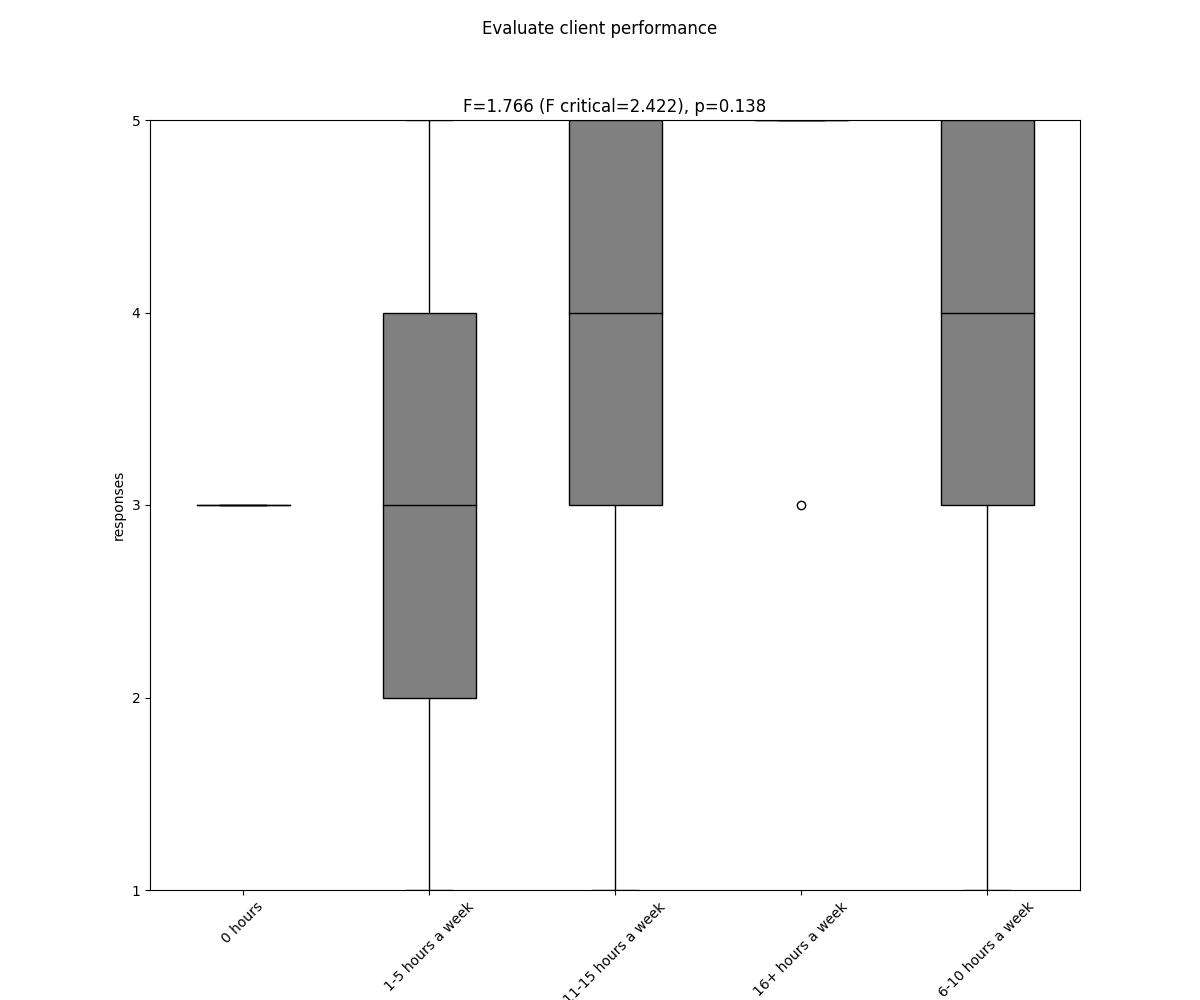 Evaluate client performance
F=1.766 (F critical=2.422), p=0.138
5
4
3
2
1
responses
0 hours
1-5 hours a week
11-15 hours a week
16+ hours a week
6-10 hours a week